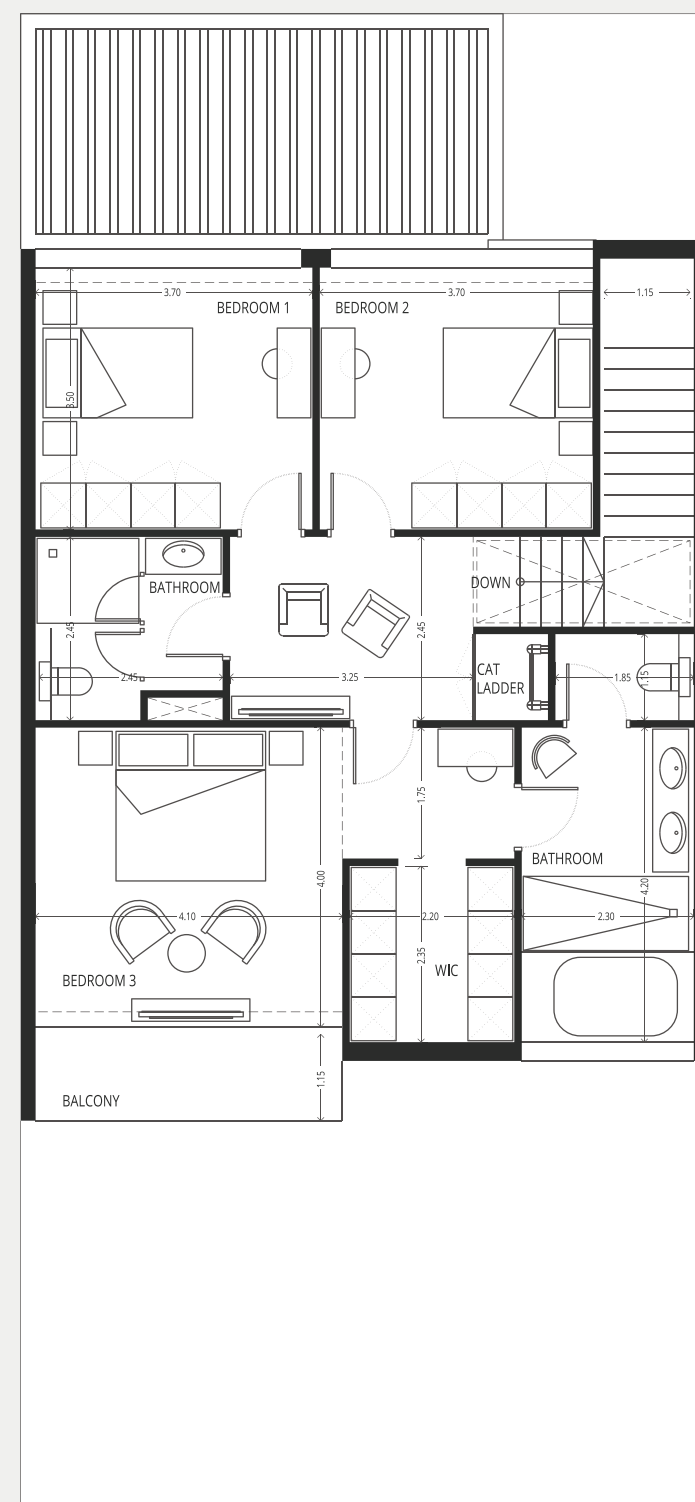 3.70
3.70
1.15
BEDROOM 1
BEDROOM 2
3.50
DOWN
BATHROOM
2.45
2.45
2.45
3.25
CAT
LADDER
1.85
1.15
1.75
BATHROOM
4.00
4.20
4.10
2.20
2.30
2.35
WIC
BEDROOM 3
1.15
BALCONY